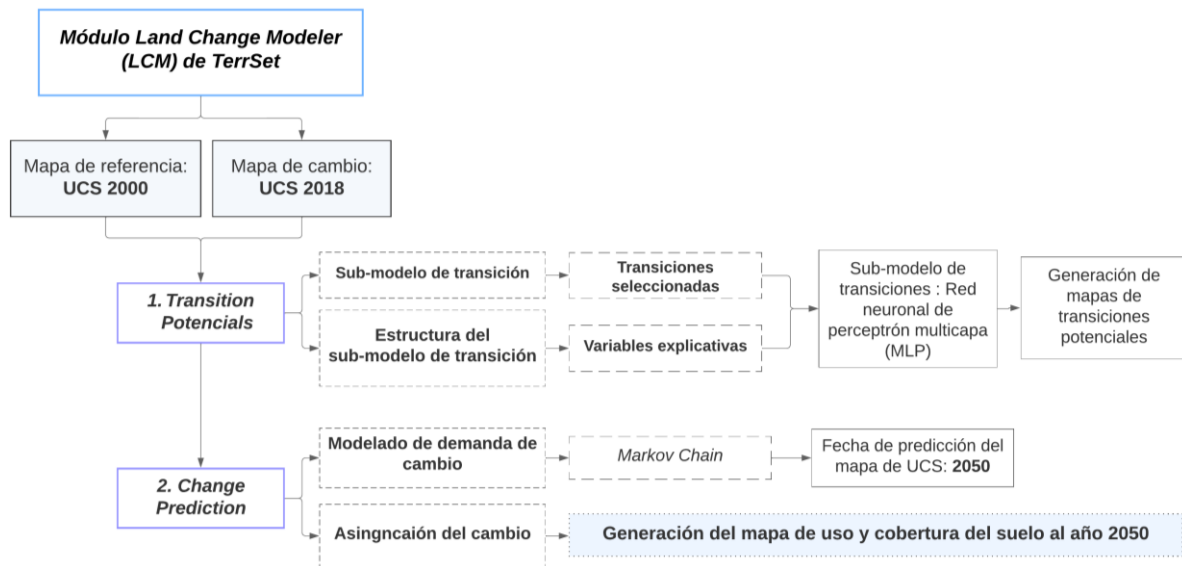 Módulo Land Change Modeler
(LCM) de TerrSet
Mapa de referencia:
UCS 2000
Mapa de cambio:
UCS 2018
1. Transition
Potencials
Sub-modelo de transición
Transiciones
seleccionadas
Estructura del
sub-modelo de transición
Variables explicativas
Sub-modelo de
transiciones : Red
neuronal de
perceptrón multicapa
(MLP)
Generación de
mapas de
transiciones
potenciales
2. Change
Prediction
Modelado de demanda de
cambio
Markov Chain
Fecha de predicción del
mapa de UCS: 2050
Asingncaión del cambio
Generación del mapa de uso y cobertura del suelo al año 2050